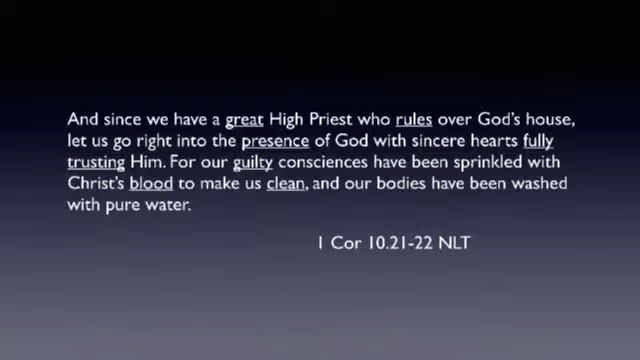 And since we have a great High Priest who rules over God's house,
let us go right into the presence of God with sincere hearts fully
trusting Him. For our guilty consciences have been sprinkled with
Christ's blood to make us clean, and our bodies have been washed
with pure water.
1 Cor 10.21-22 NLT